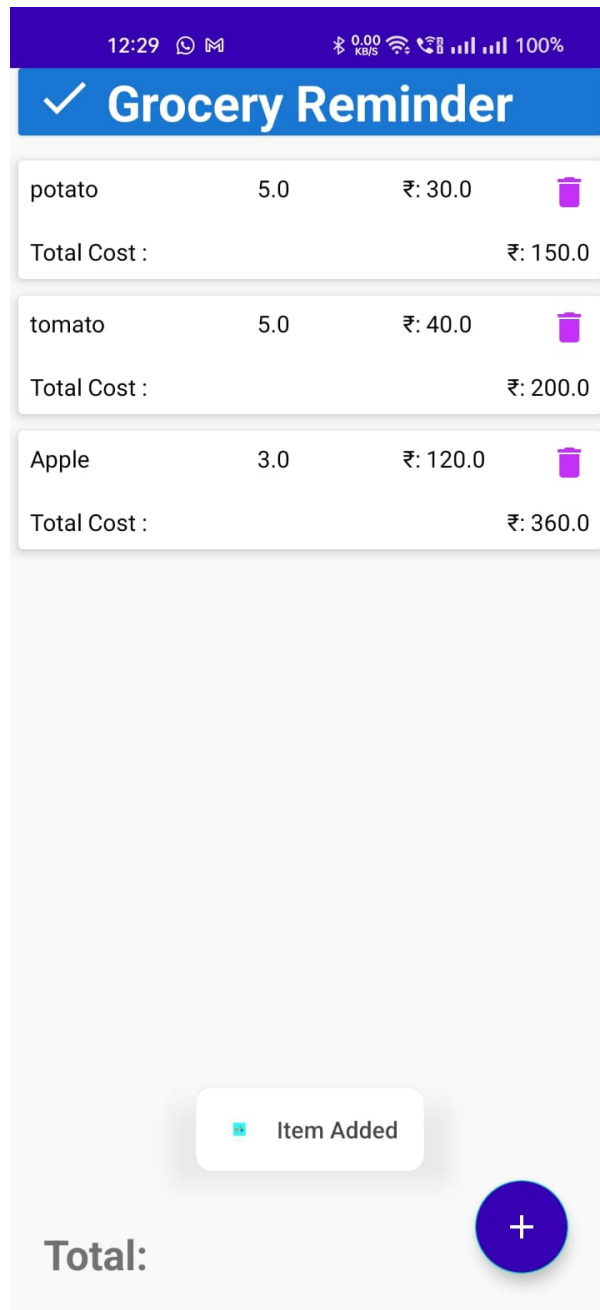 12:29 0.00 KB/S 100%
Grocery Reminder
potato 5.0 ₹: 30.0
Total Cost : ₹: 150.0
tomato 5.0 ₹: 40.0
Total Cost : ₹: 200.0
Apple 3.0 ₹: 120.0
Total Cost : ₹: 360.0
Item Added
Total: